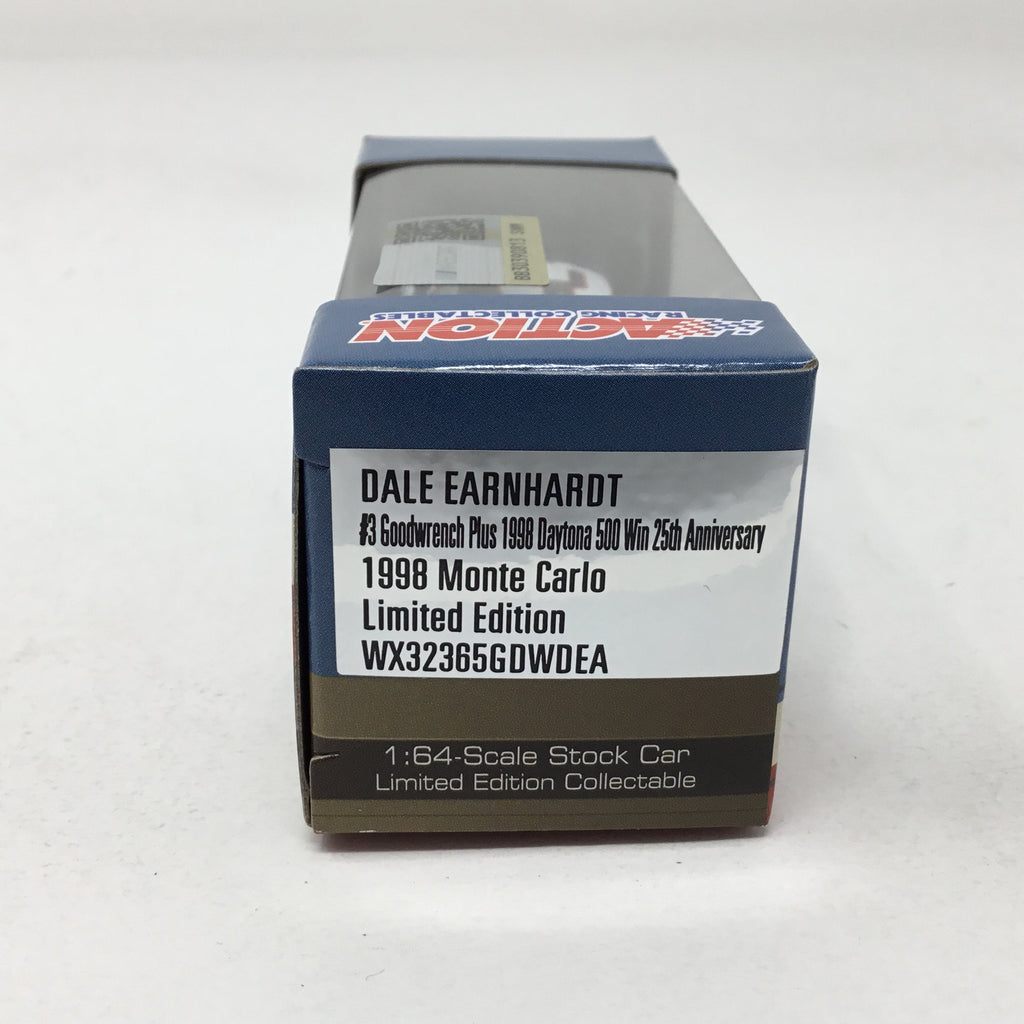 ACTION
RACING COLLECTABLES
DALE EARNHARDT
#3 Goodwrench Plus 1998 Daytona 500 Win 25th Anniversary
1998 Monte Carlo
Limited Edition
WX32365GDWDEA
1:64-Scale Stock Car
Limited Edition Collectable